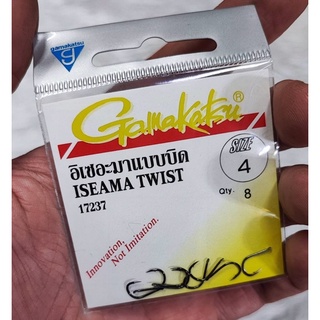 gamakatsu
Gamakatsu®
อิเซอะมาแบบบิด
ISEAMA TWIST
17237
SIZE
4
Qty. 8
Innovation,
Not Imitation.